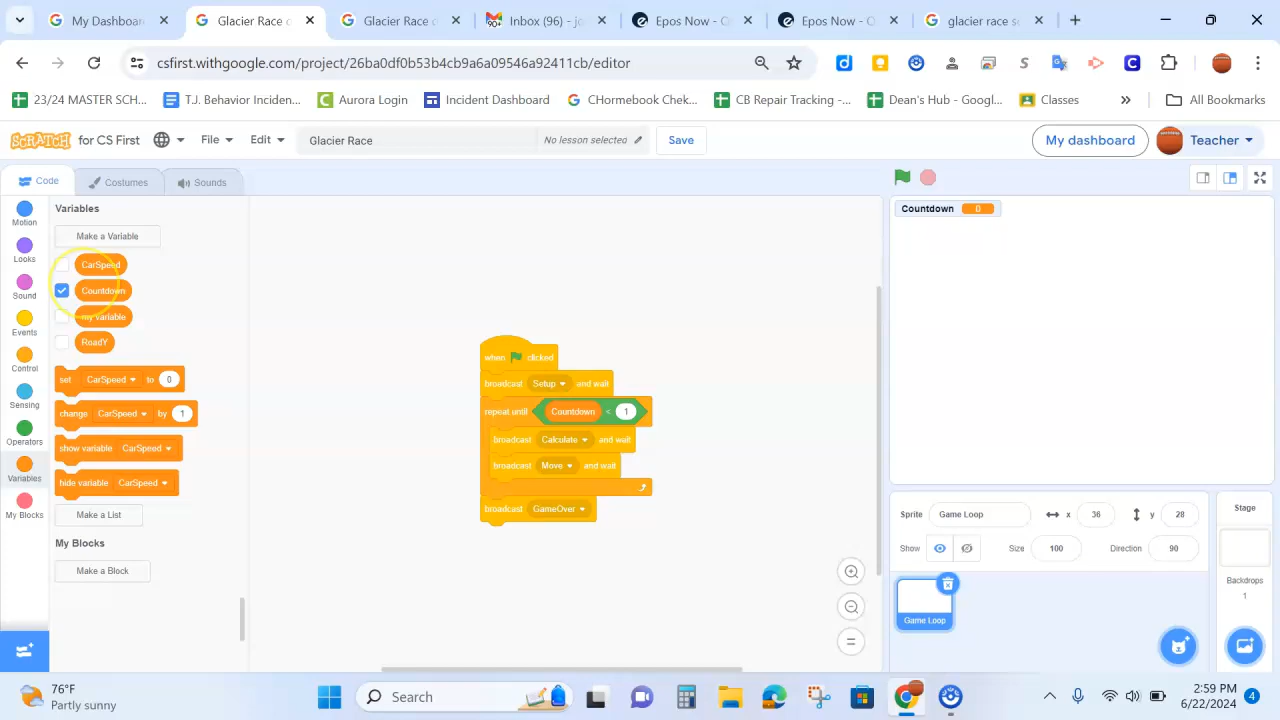 My Dashboard
Glacier Race c
Glacier Race c
Inbox (96) - jo
Epos Now - Q
Epos Now - Q
glacier race s
csfirst.withgoogle.com/project/26ba0df0b53b4cb5a6a09546a92411cb/editor
23/24 MASTER SCH...
T.J. Behavior Inciden...
Aurora Login
Incident Dashboard
CHormebook Chek...
CB Repair Tracking -...
Dean's Hub - Googl...
Classes
All Bookmarks
SCRATCH for CS First
File
Edit
Glacier Race
No lesson selected
Save
My dashboard
Teacher
Code
Costumes
Sounds
Motion
Looks
Sound
Events
Control
Sensing
Operators
Variables
My Blocks
Variables
Make a Variable
CarSpeed
Countdown
my variable
RoadY
set CarSpeed to 0
change CarSpeed by 1
show variable CarSpeed
hide variable CarSpeed
Make a List
My Blocks
Make a Block
when clicked
broadcast Setup and wait
repeat until Countdown < 1
broadcast Calculate and wait
broadcast Move and wait
broadcast GameOver
Countdown 0
Sprite Game Loop x 36 y 28
Show Size 100 Direction 90
Game Loop
Stage
Backdrops
1
76°F
Partly sunny
Search
2:59 PM
6/22/2024
4